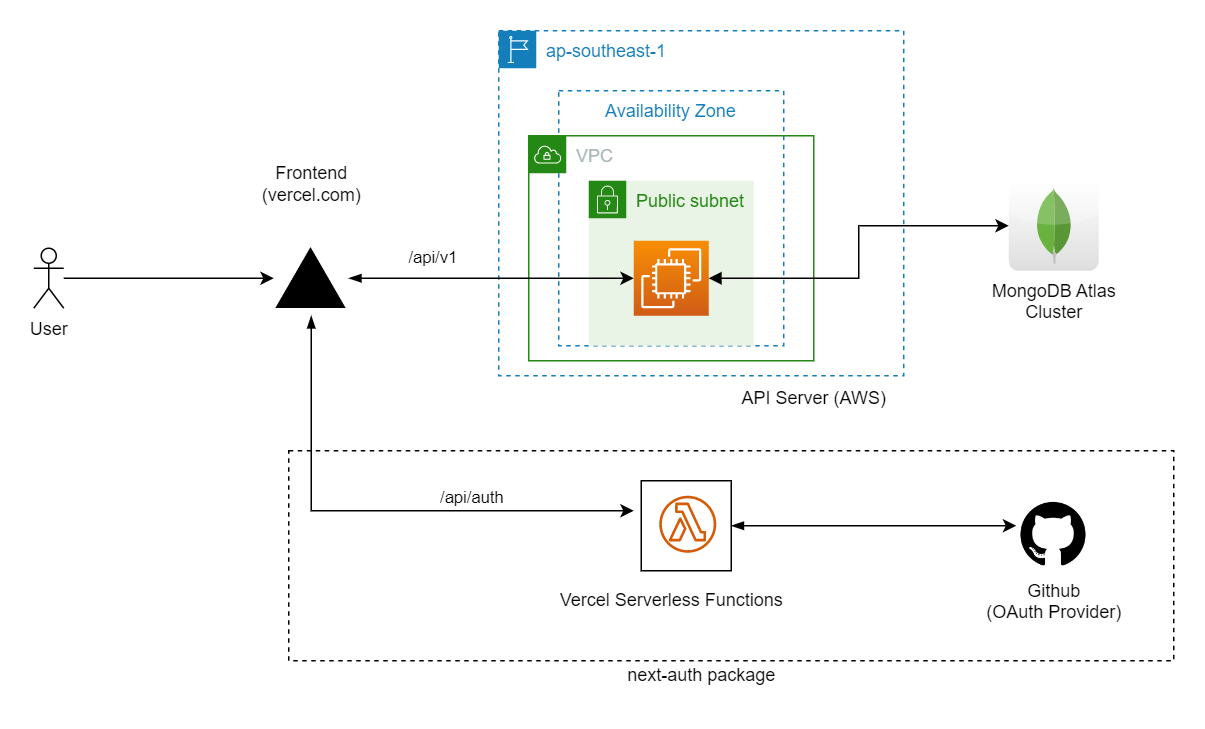 ap-southeast-1
Availability Zone
VPC
Public subnet
Frontend
(vercel.com)
/api/v1
User
MongoDB Atlas
Cluster
API Server (AWS)
/api/auth
Vercel Serverless Functions
Github
(OAuth Provider)
next-auth package